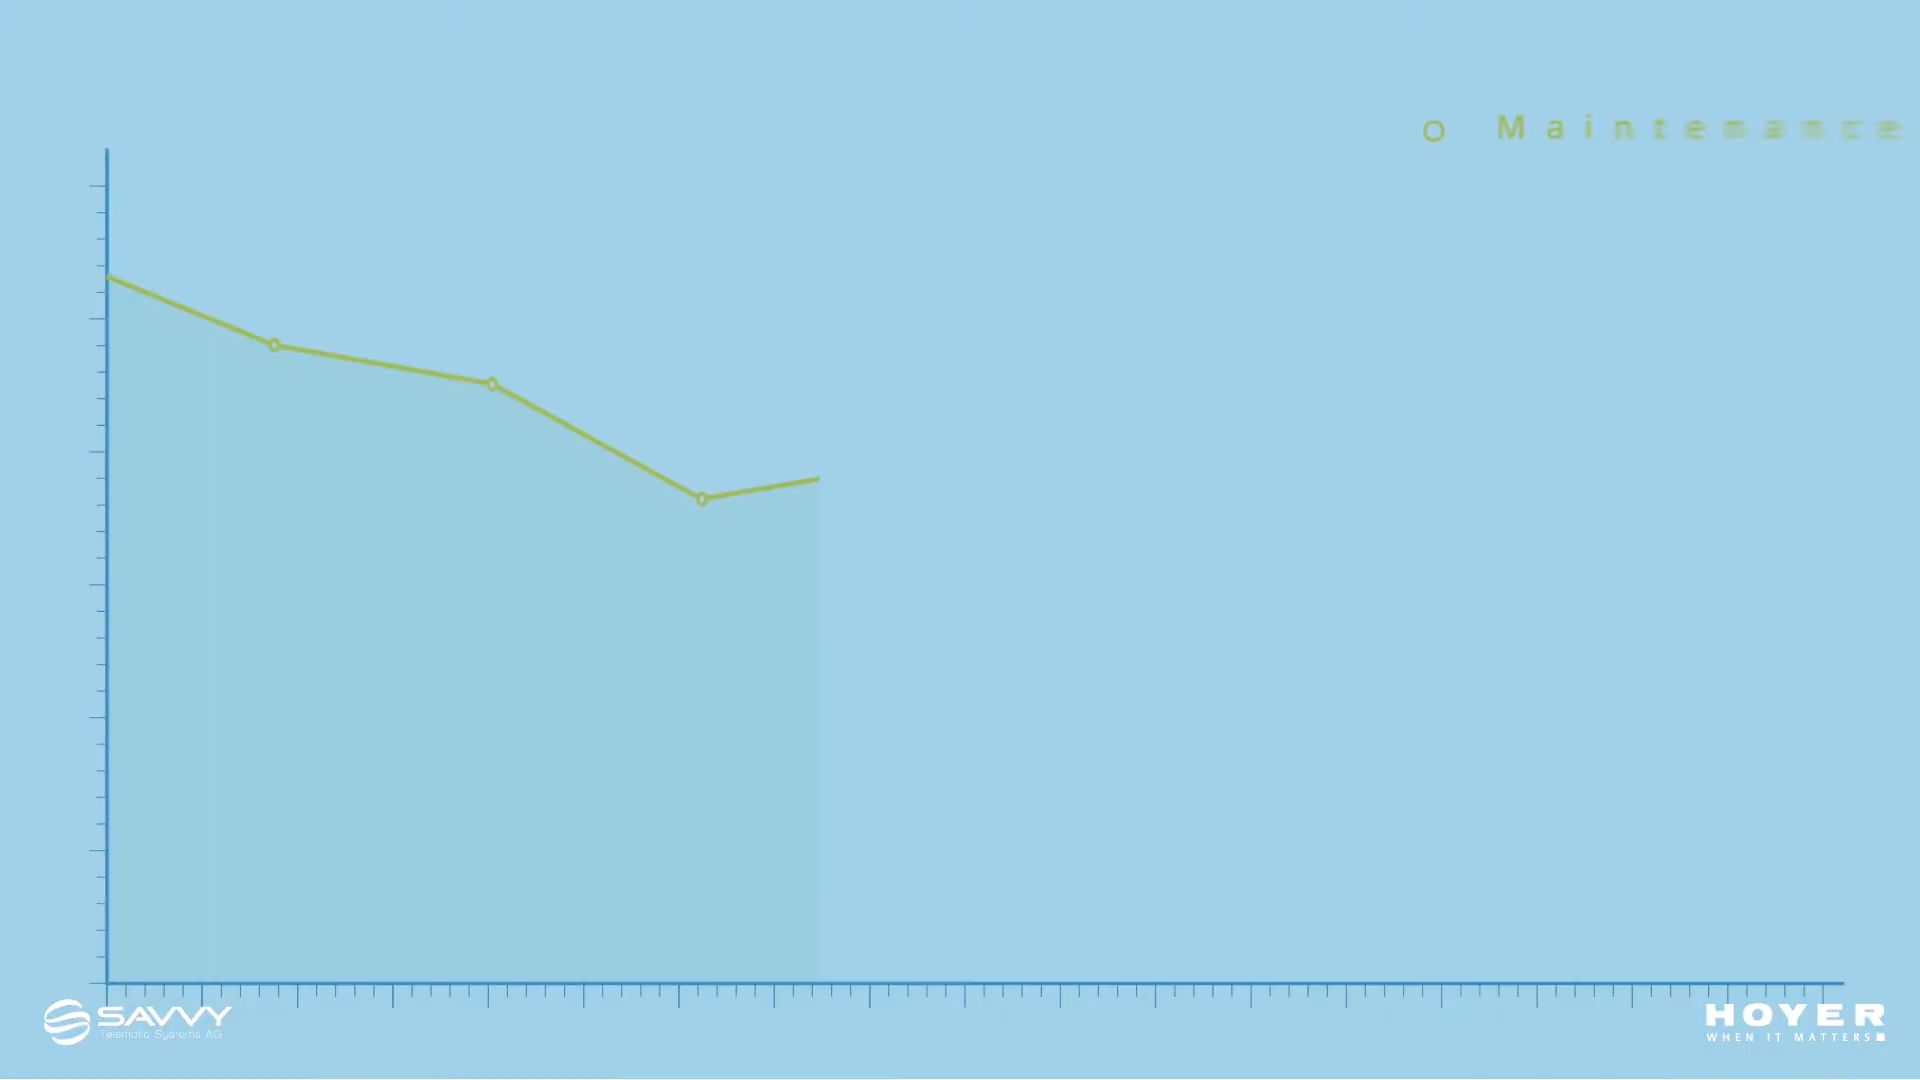 Maintenance
SAVVY
Telematic Systems AG
HOYER
WHEN IT MATTERS